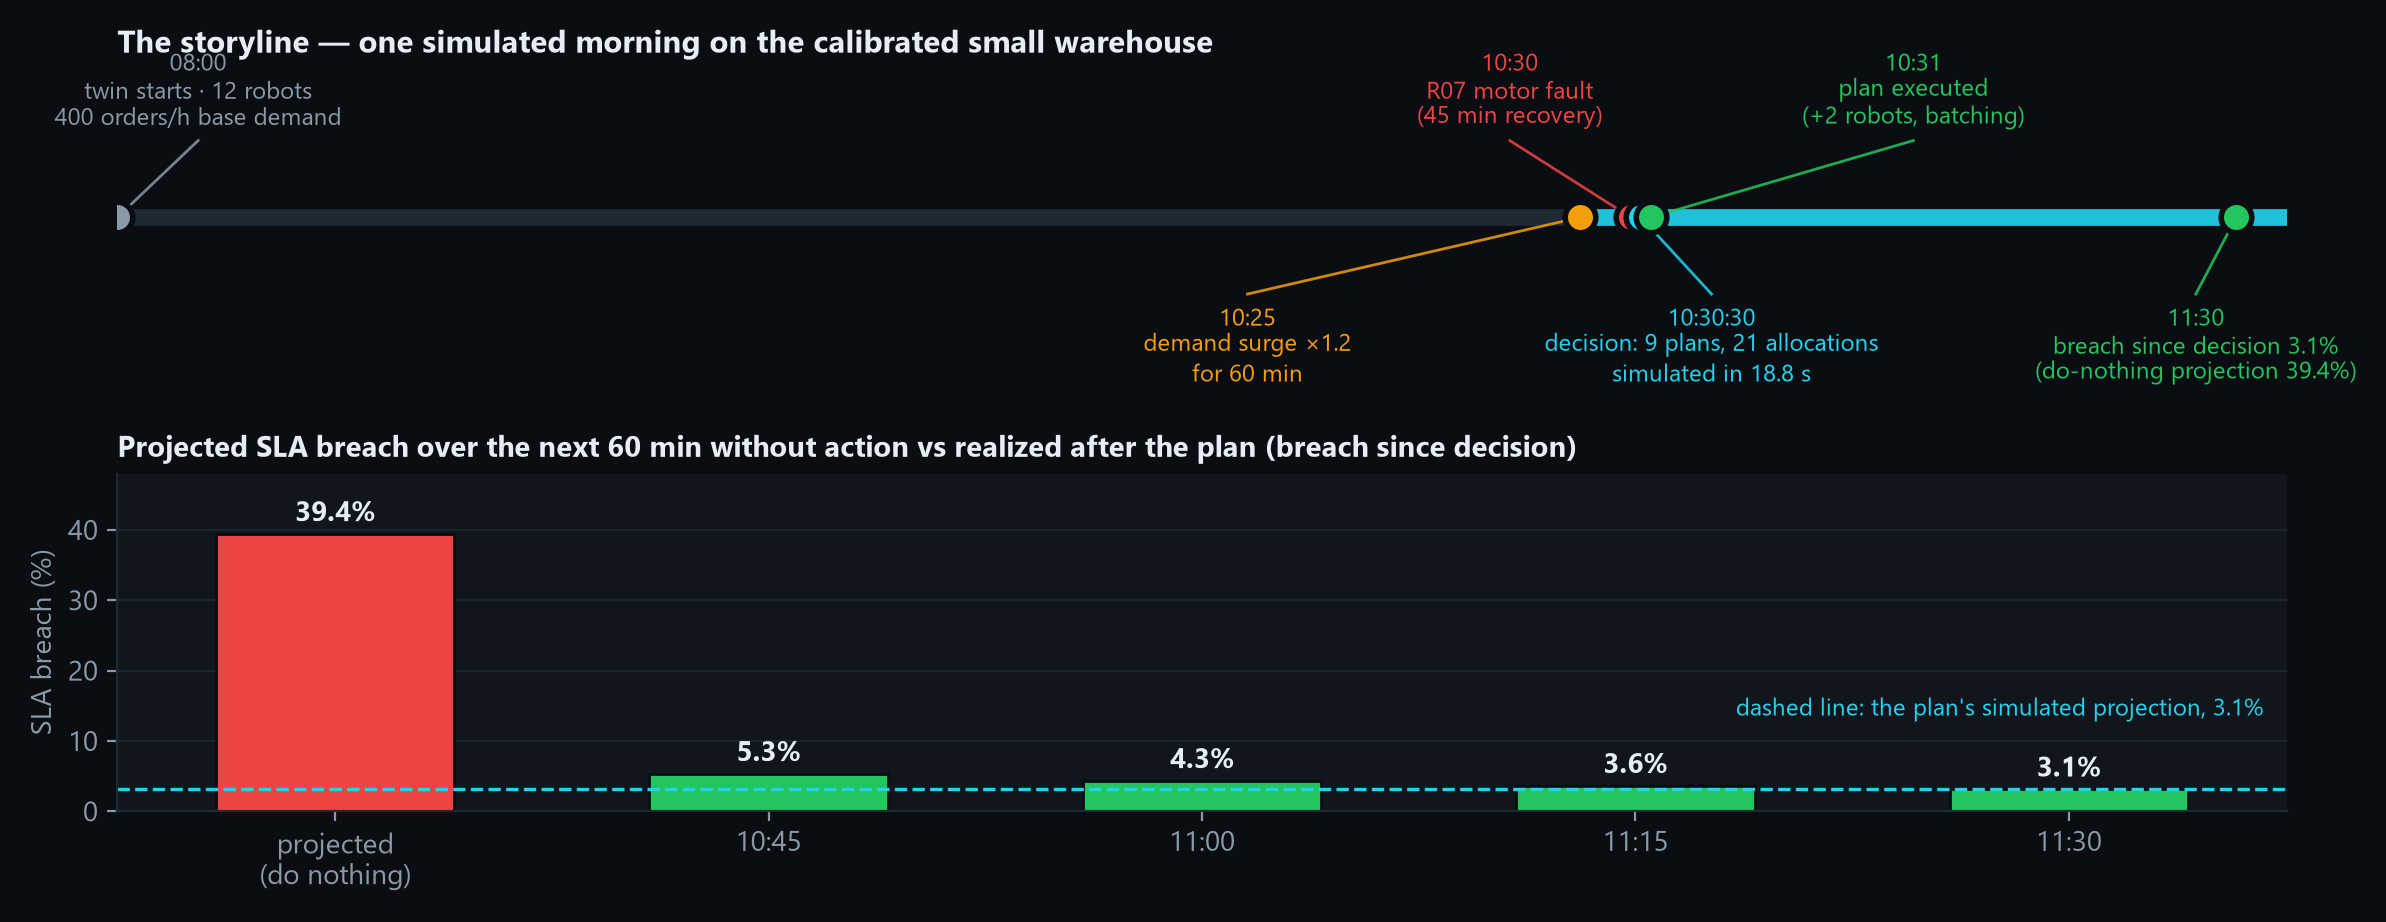 The storyline — one simulated morning on the calibrated small warehouse
08:00
twin starts · 12 robots
400 orders/h base demand
10:30
R07 motor fault
(45 min recovery)
10:31
plan executed
(+2 robots, batching)
10:25
demand surge ×1.2
for 60 min
10:30:30
decision: 9 plans, 21 allocations
simulated in 18.8 s
11:30
breach since decision 3.1%
(do-nothing projection 39.4%)
Projected SLA breach over the next 60 min without action vs realized after the plan (breach since decision)
SLA breach (%)
40
30
20
10
0
39.4%
5.3%
4.3%
3.6%
3.1%
dashed line: the plan's simulated projection, 3.1%
projected
(do nothing)
10:45
11:00
11:15
11:30